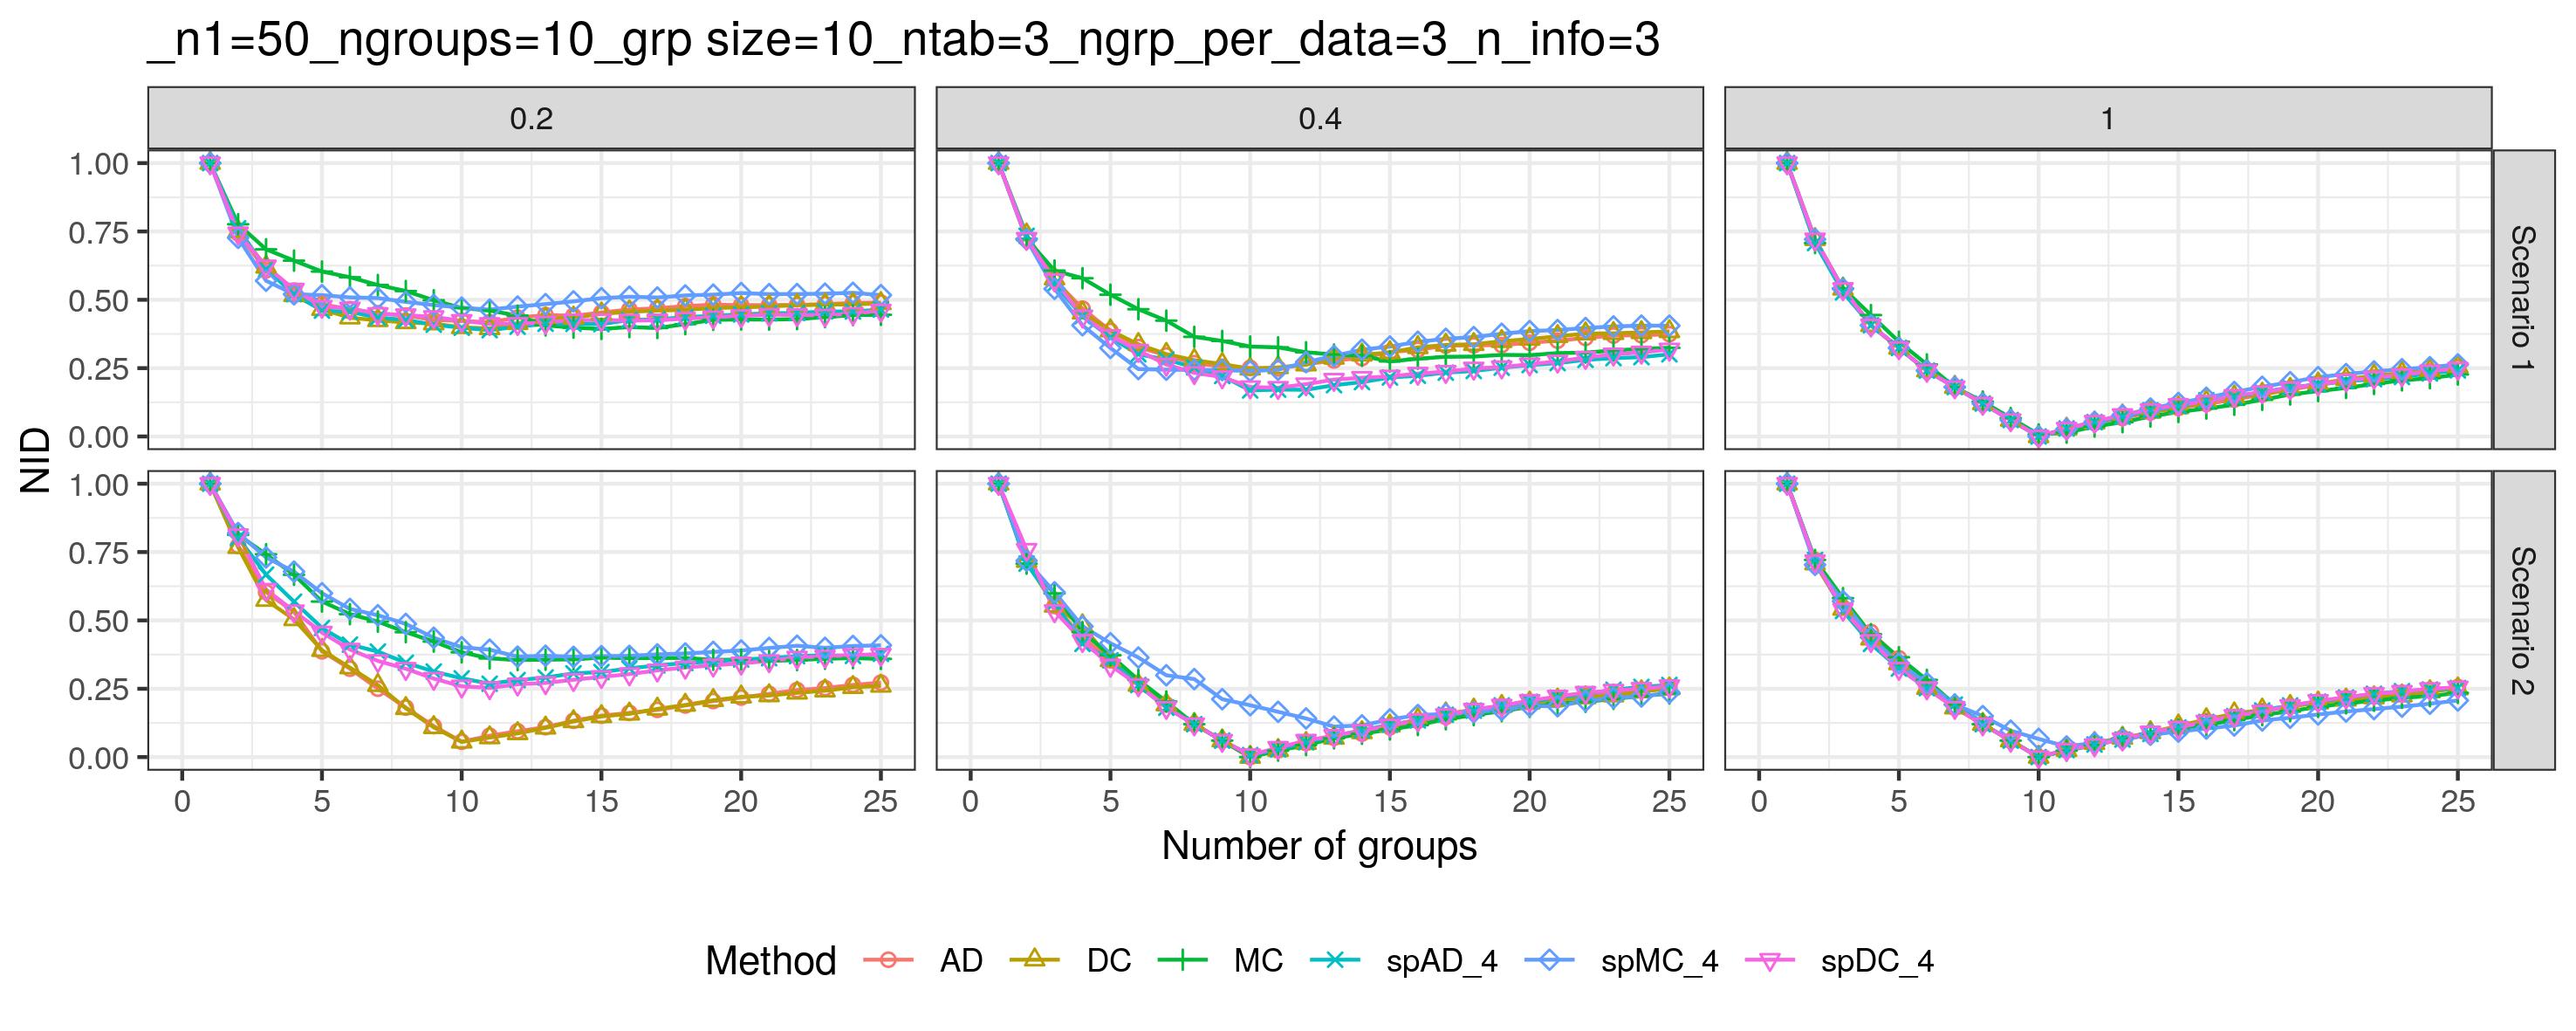 _n1=50_ngroups=10_grp size=10_ntab=3_ngrp_per_data=3_n_info=3
0.2 0.4 1
1.00
0.75
0.50
0.25
0.00
Scenario 1
NID
1.00
0.75
0.50
0.25
0.00
Scenario 2
0 5 10 15 20 25 0 5 10 15 20 25 0 5 10 15 20 25
Number of groups
Method AD DC MC spAD_4 spMC_4 spDC_4